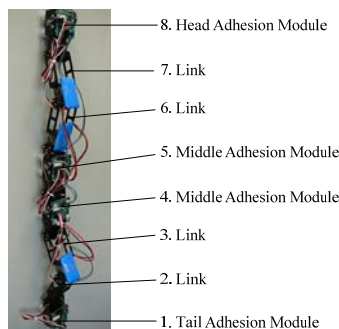 8. Head Adhesion Module
7. Link
6. Link
5. Middle Adhesion Module
4. Middle Adhesion Module
3. Link
2. Link
1. Tail Adhesion Module